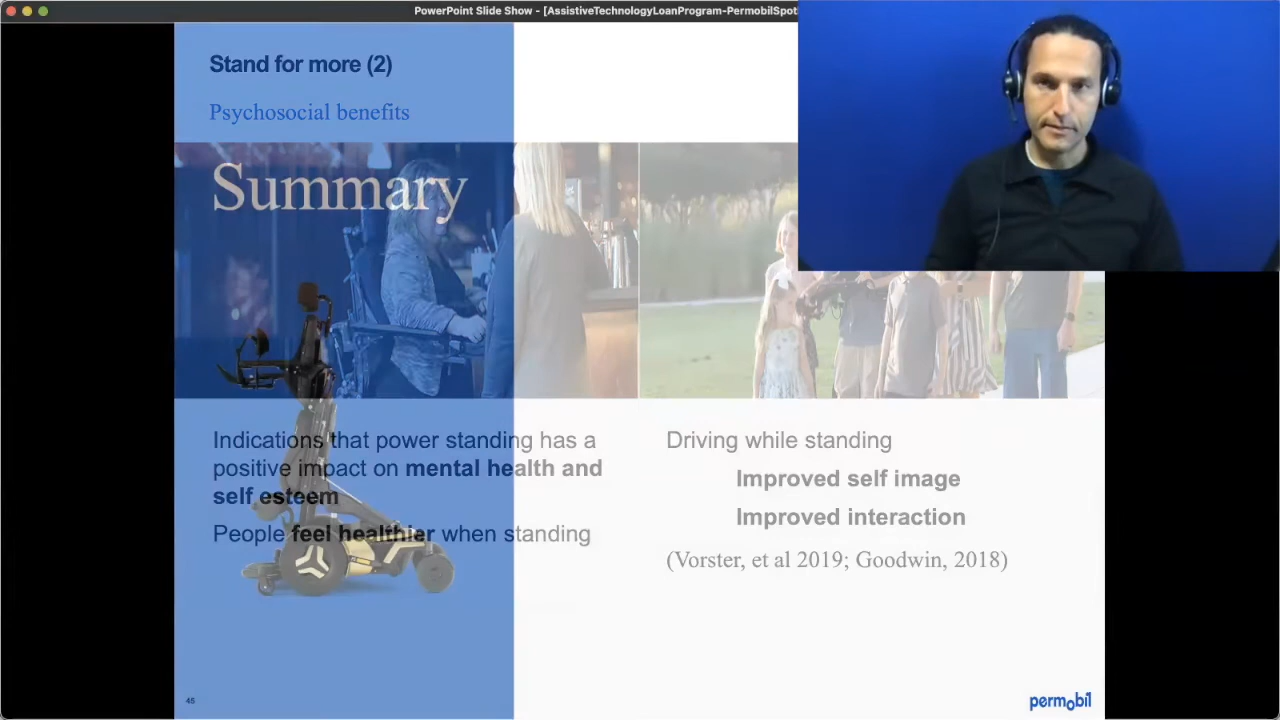 PowerPoint Slide Show - [AssistiveTechnologyLoanProgram-PermobilSpot
Stand for more (2)
Psychosocial benefits
Summary
Indications that power standing has a
positive impact on mental health and
self esteem
People feel healthier when standing
Driving while standing
Improved self image
Improved interaction
(Vorster, et al 2019; Goodwin, 2018)
45
permobil